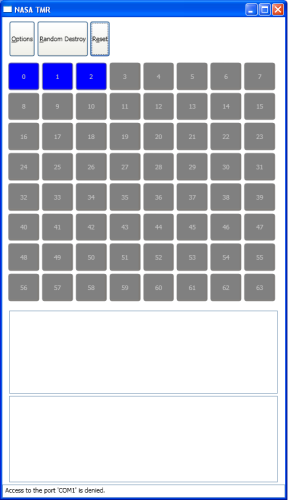 NASA TMR
Options Random Destroy Reset
0 1 2 3 4 5 6 7
8 9 10 11 12 13 14 15
16 17 18 19 20 21 22 23
24 25 26 27 28 29 30 31
32 33 34 35 36 37 38 39
40 41 42 43 44 45 46 47
48 49 50 51 52 53 54 55
56 57 58 59 60 61 62 63
Access to the port 'COM1' is denied.